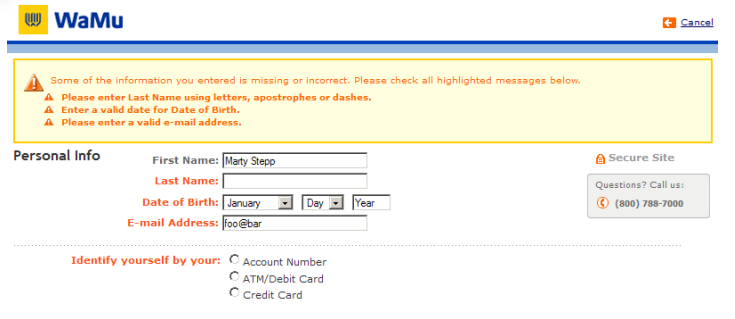 WaMu
Cancel
Some of the information you entered is missing or incorrect. Please check all highlighted messages below.
Please enter Last Name using letters, apostrophes or dashes.
Enter a valid date for Date of Birth.
Please enter a valid e-mail address.
Personal Info
First Name: Marty Stepp
Secure Site
Last Name:
Questions? Call us:
Date of Birth: January Day Year
(800) 788-7000
E-mail Address: foo@bar
Identify yourself by your: Account Number
ATM/Debit Card
Credit Card